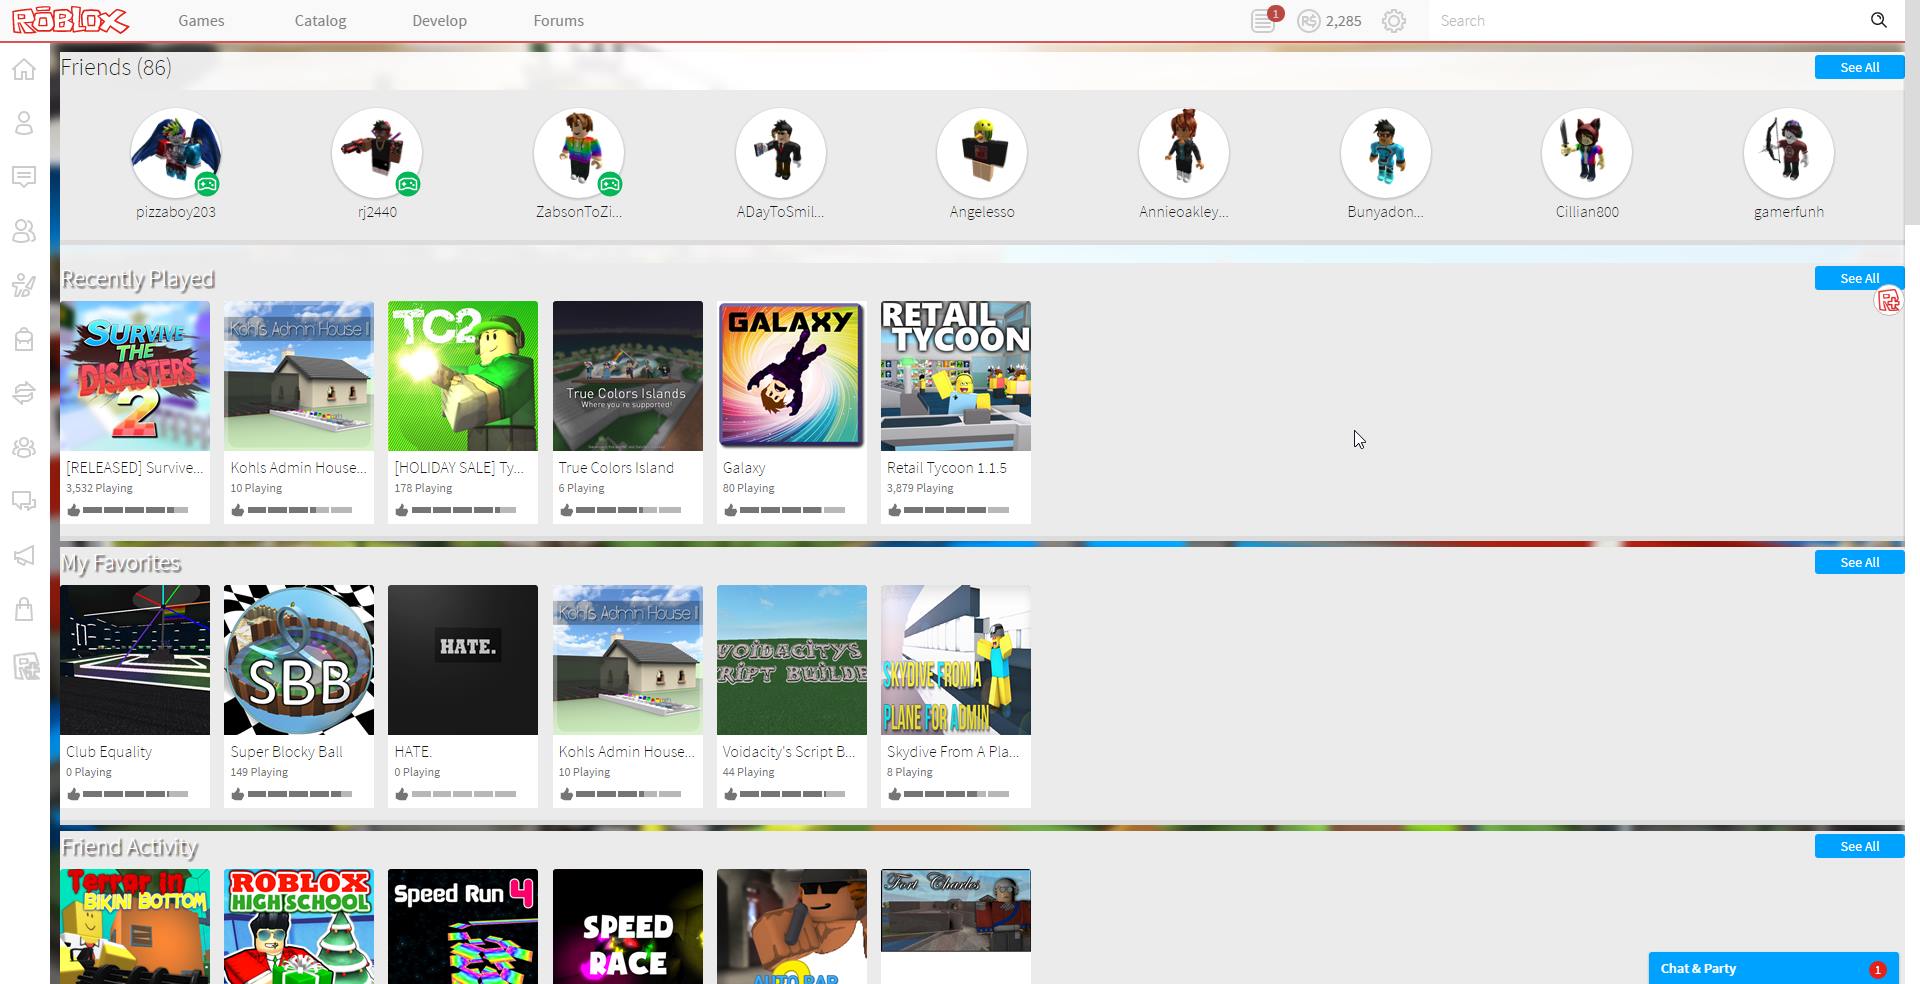 ROBLOX
Games
Catalog
Develop
Forums
1
R$ 2,285
Search
Friends (86)
See All
pizzaboy203
rj2440
ZabsonToZi...
ADayToSmil...
Angelesso
Annieoakley...
Bunyadon...
Cillian800
gamerfunh
Recently Played
See All
SURVIVE
THE
DISASTERS
2
Kohls Admin House II
TC2
True Colors Islands
Where you're supported!
GALAXY
RETAIL
TYCOON
[RELEASED] Survive...
3,532 Playing
Kohls Admin House...
10 Playing
[HOLIDAY SALE] Ty...
178 Playing
True Colors Island
6 Playing
Galaxy
80 Playing
Retail Tycoon 1.1.5
3,879 Playing
My Favorites
See All
SBB
HATE.
Kohls Admin House II
VOIDACITY'S
RIPT BUILDE
SKYDIVE FROM A
PLANE FOR ADMIN
Club Equality
0 Playing
Super Blocky Ball
149 Playing
HATE.
0 Playing
Kohls Admin House...
10 Playing
Voidacity's Script B...
44 Playing
Skydive From A Pla...
8 Playing
Friend Activity
See All
Terror in
BIKINI BOTTOM
ROBLOX
HIGH SCHOOL
Speed Run 4
SPEED
RACE
AUTO RAP
2
Fort Charles
Chat & Party
1